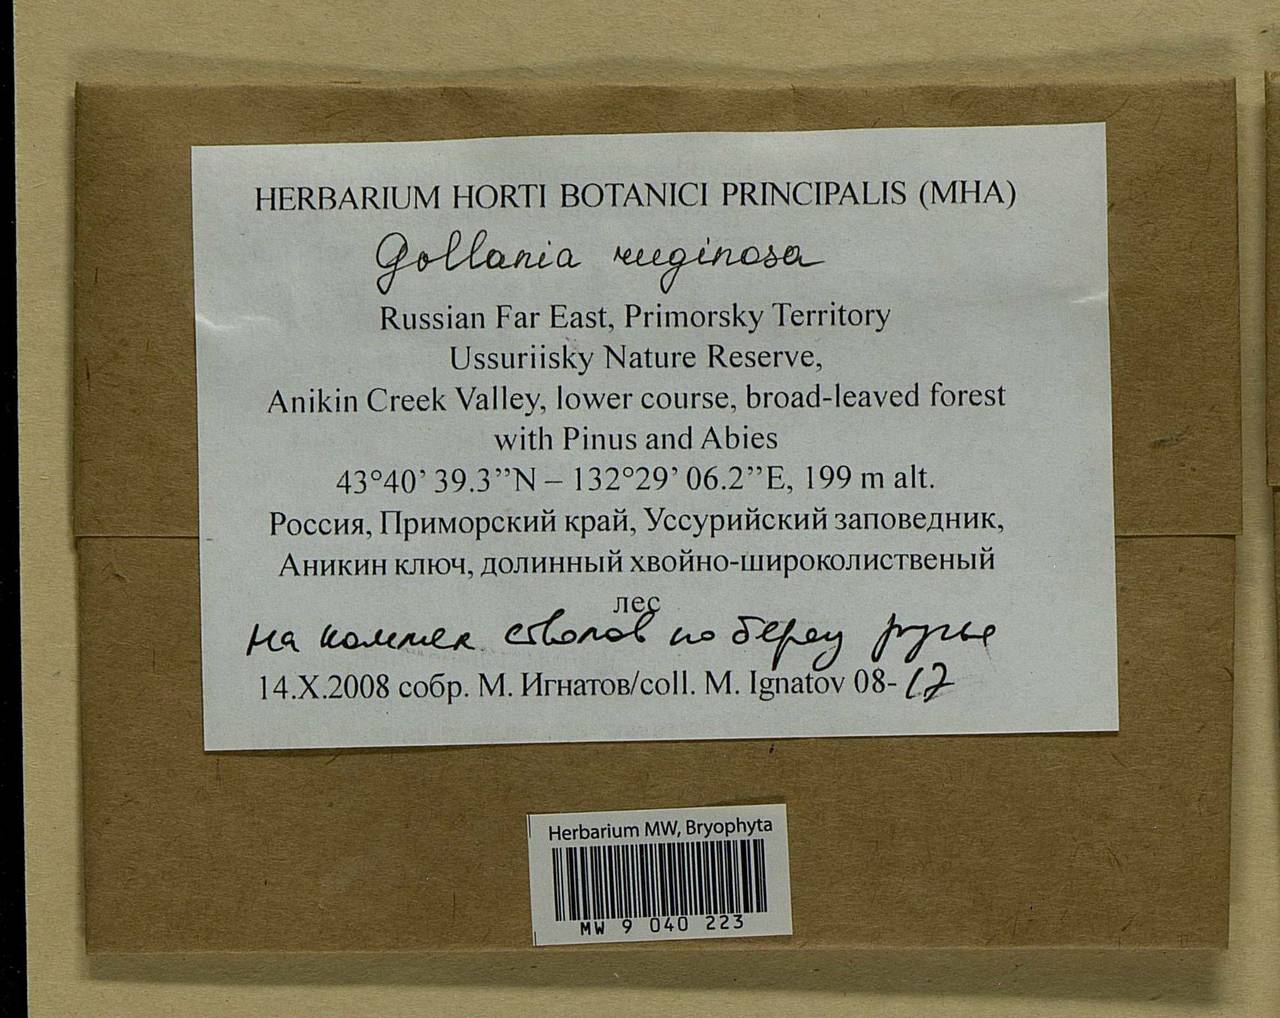 HERBARIUM HORTI BOTANICI PRINCIPALIS (MHA)
Gollania ruginosa
Russian Far East, Primorsky Territory
Ussuriisky Nature Reserve,
Anikin Creek Valley, lower course, broad-leaved forest
with Pinus and Abies
43°40’ 39.3”N – 132°29’ 06.2”E, 199 m alt.
Россия, Приморский край, Уссурийский заповедник,
Аникин ключ, долинный хвойно-широколиственый
лес
на комлях стволов по берегу ручья
14.X.2008 собр. М. Игнатов/coll. M. Ignatov 08-17
Herbarium MW, Bryophyta
MW 9 040 223